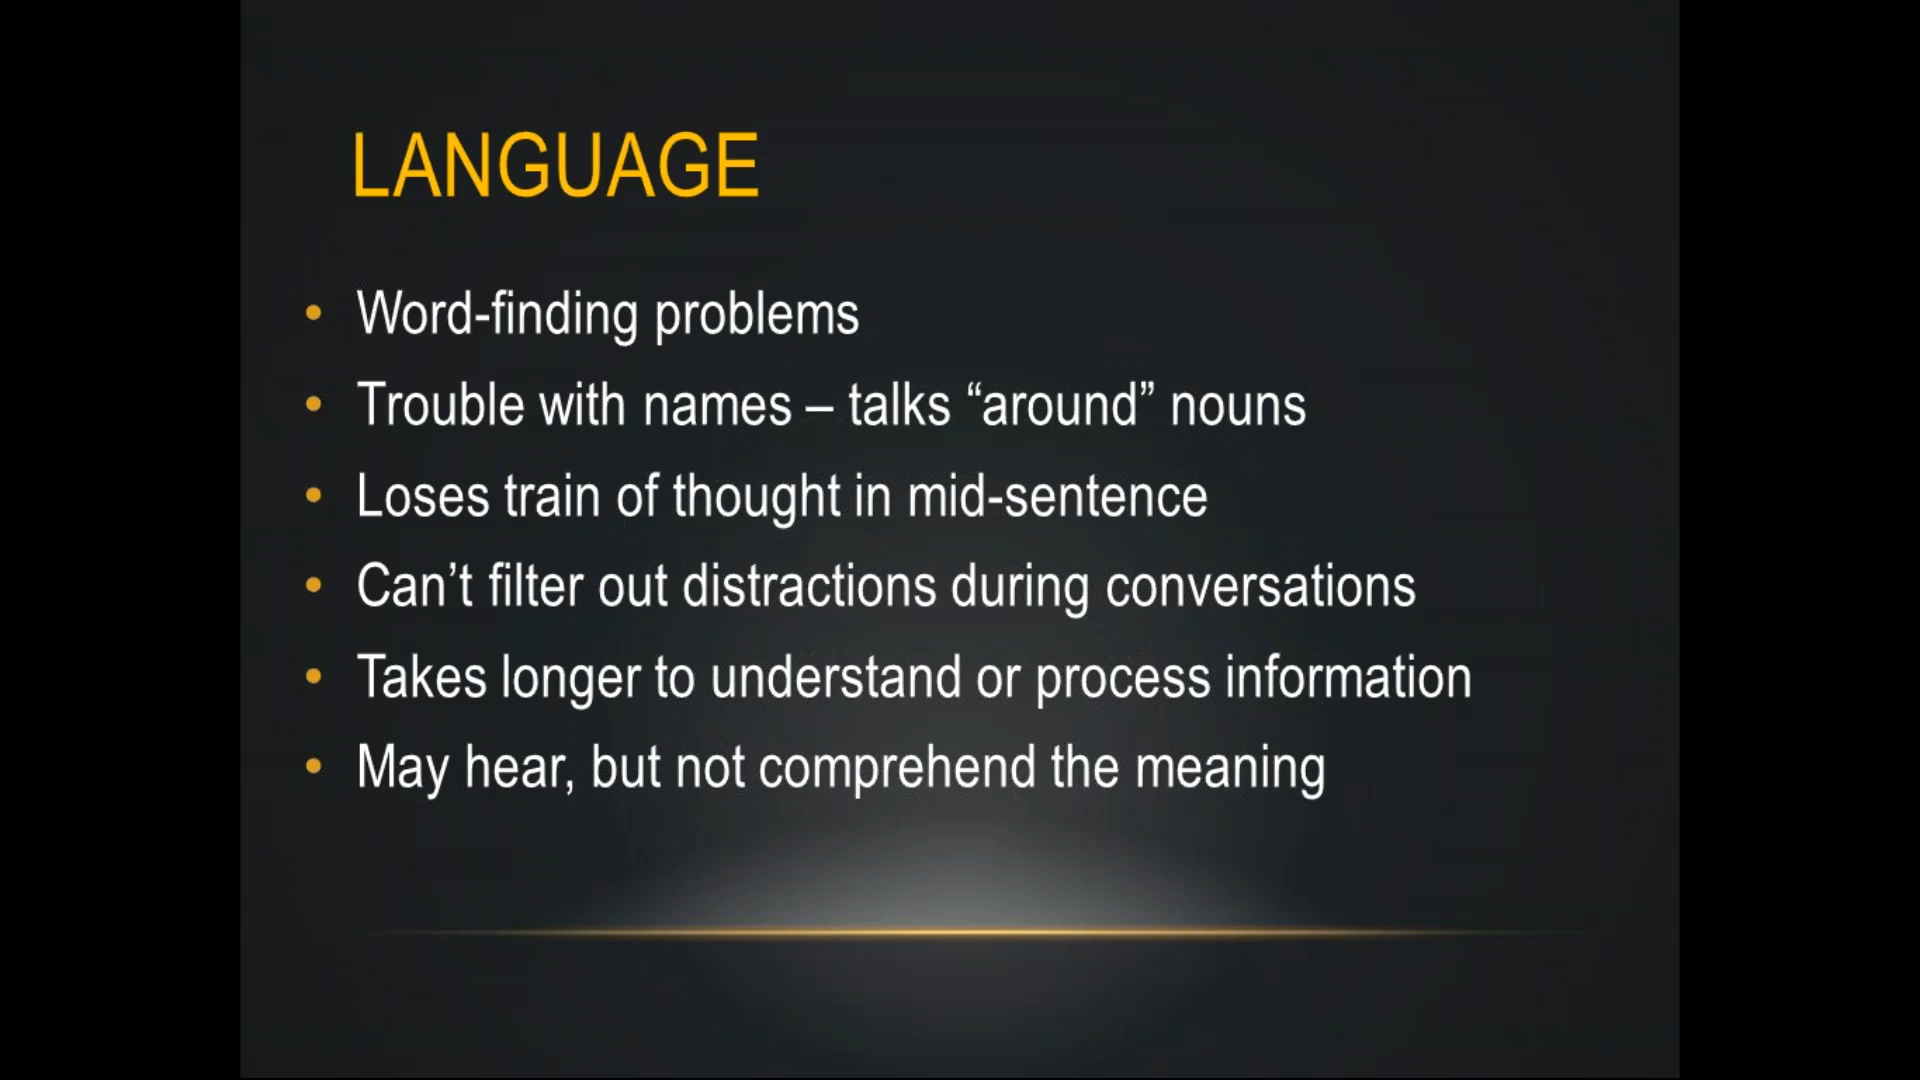 LANGUAGE
• Word-finding problems
• Trouble with names – talks “around” nouns
• Loses train of thought in mid-sentence
• Can’t filter out distractions during conversations
• Takes longer to understand or process information
• May hear, but not comprehend the meaning